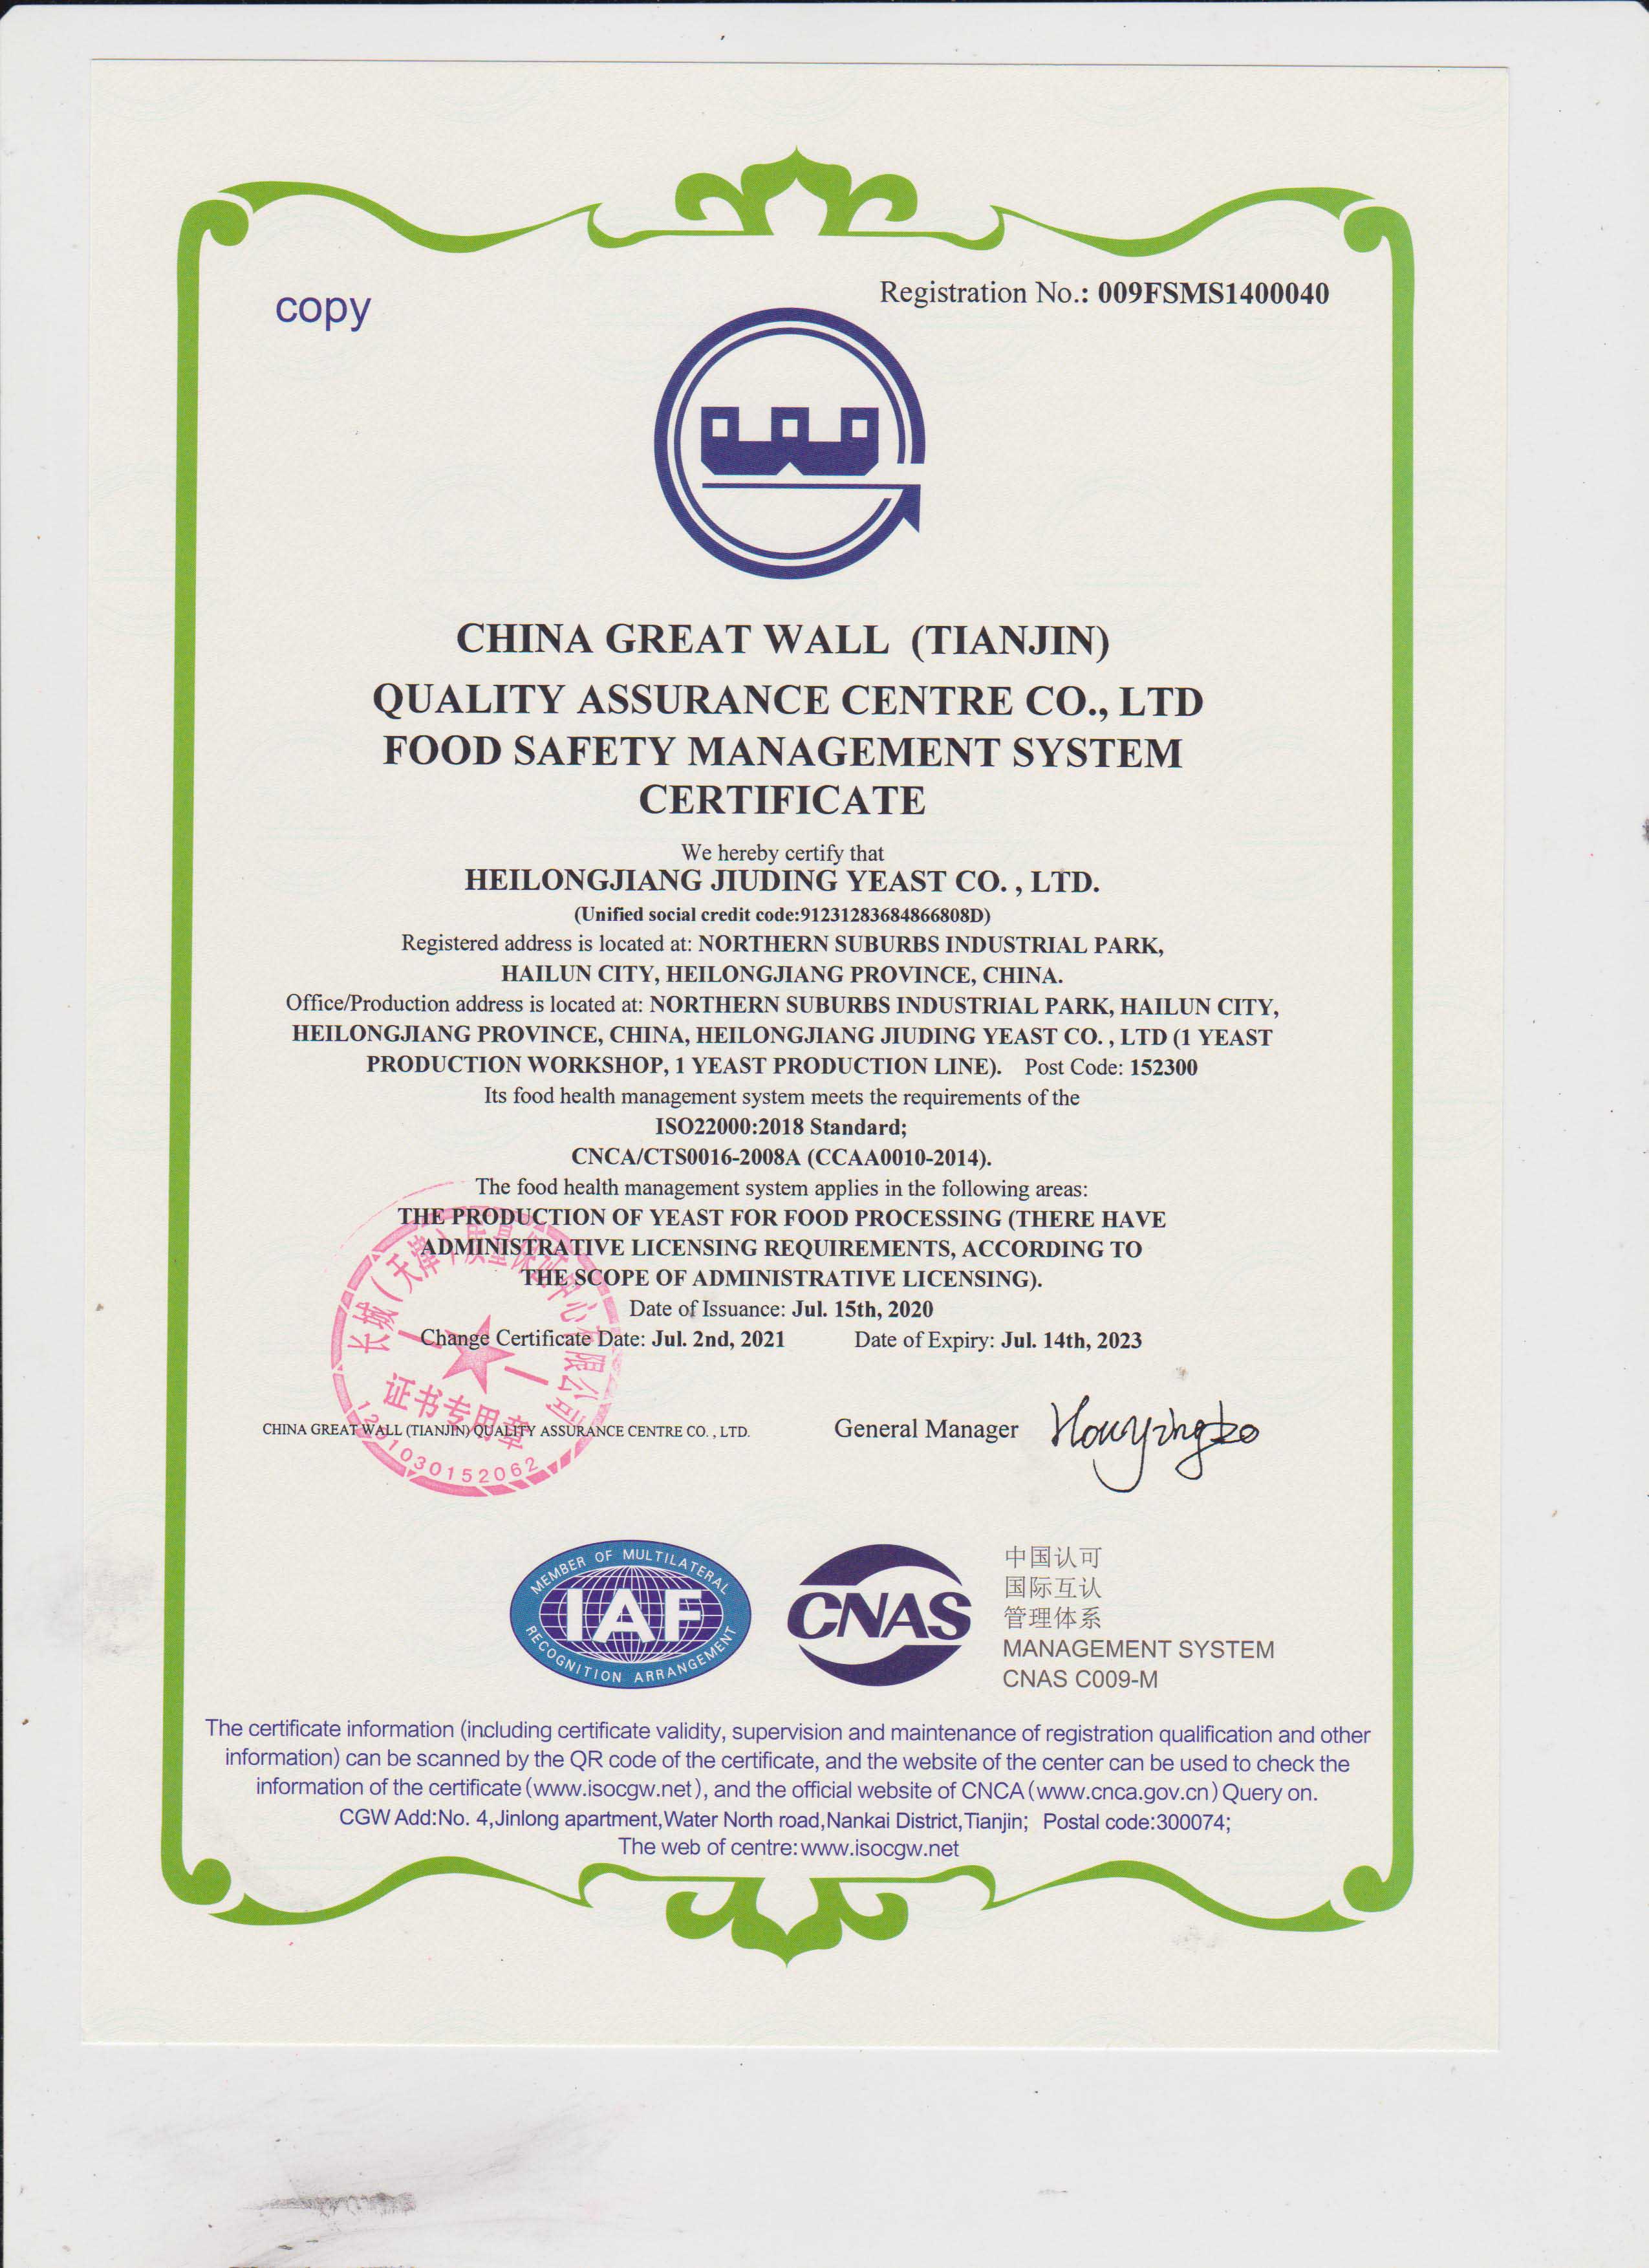 copy
Registration No.: 009FSMS1400040
CHINA GREAT WALL (TIANJIN)
QUALITY ASSURANCE CENTRE CO., LTD
FOOD SAFETY MANAGEMENT SYSTEM
CERTIFICATE
We hereby certify that
HEILONGJIANG JIUDING YEAST CO. , LTD.
(Unified social credit code:91231283684866808D)
Registered address is located at: NORTHERN SUBURBS INDUSTRIAL PARK,
HAILUN CITY, HEILONGJIANG PROVINCE, CHINA.
Office/Production address is located at: NORTHERN SUBURBS INDUSTRIAL PARK, HAILUN CITY,
HEILONGJIANG PROVINCE, CHINA, HEILONGJIANG JIUDING YEAST CO. , LTD (1 YEAST
PRODUCTION WORKSHOP, 1 YEAST PRODUCTION LINE). Post Code: 152300
Its food health management system meets the requirements of the
ISO22000:2018 Standard;
CNCA/CTS0016-2008A (CCAA0010-2014).
The food health management system applies in the following areas:
THE PRODUCTION OF YEAST FOR FOOD PROCESSING (THERE HAVE
ADMINISTRATIVE LICENSING REQUIREMENTS, ACCORDING TO
THE SCOPE OF ADMINISTRATIVE LICENSING).
Date of Issuance: Jul. 15th, 2020
Change Certificate Date: Jul. 2nd, 2021 Date of Expiry: Jul. 14th, 2023
长城(天津)质量保证中心有限公司
证书专用章
CHINA GREAT WALL (TIANJIN) QUALITY ASSURANCE CENTRE CO. , LTD.
General Manager
MEMBER OF MULTILATERAL
IAF
RECOGNITION ARRANGEMENT
CNAS
中国认可
国际互认
管理体系
MANAGEMENT SYSTEM
CNAS C009-M
The certificate information (including certificate validity, supervision and maintenance of registration qualification and other
information) can be scanned by the QR code of the certificate, and the website of the center can be used to check the
information of the certificate (www.isocgw.net), and the official website of CNCA (www.cnca.gov.cn) Query on.
CGW Add:No. 4,Jinlong apartment,Water North road,Nankai District,Tianjin; Postal code:300074;
The web of centre:www.isocgw.net